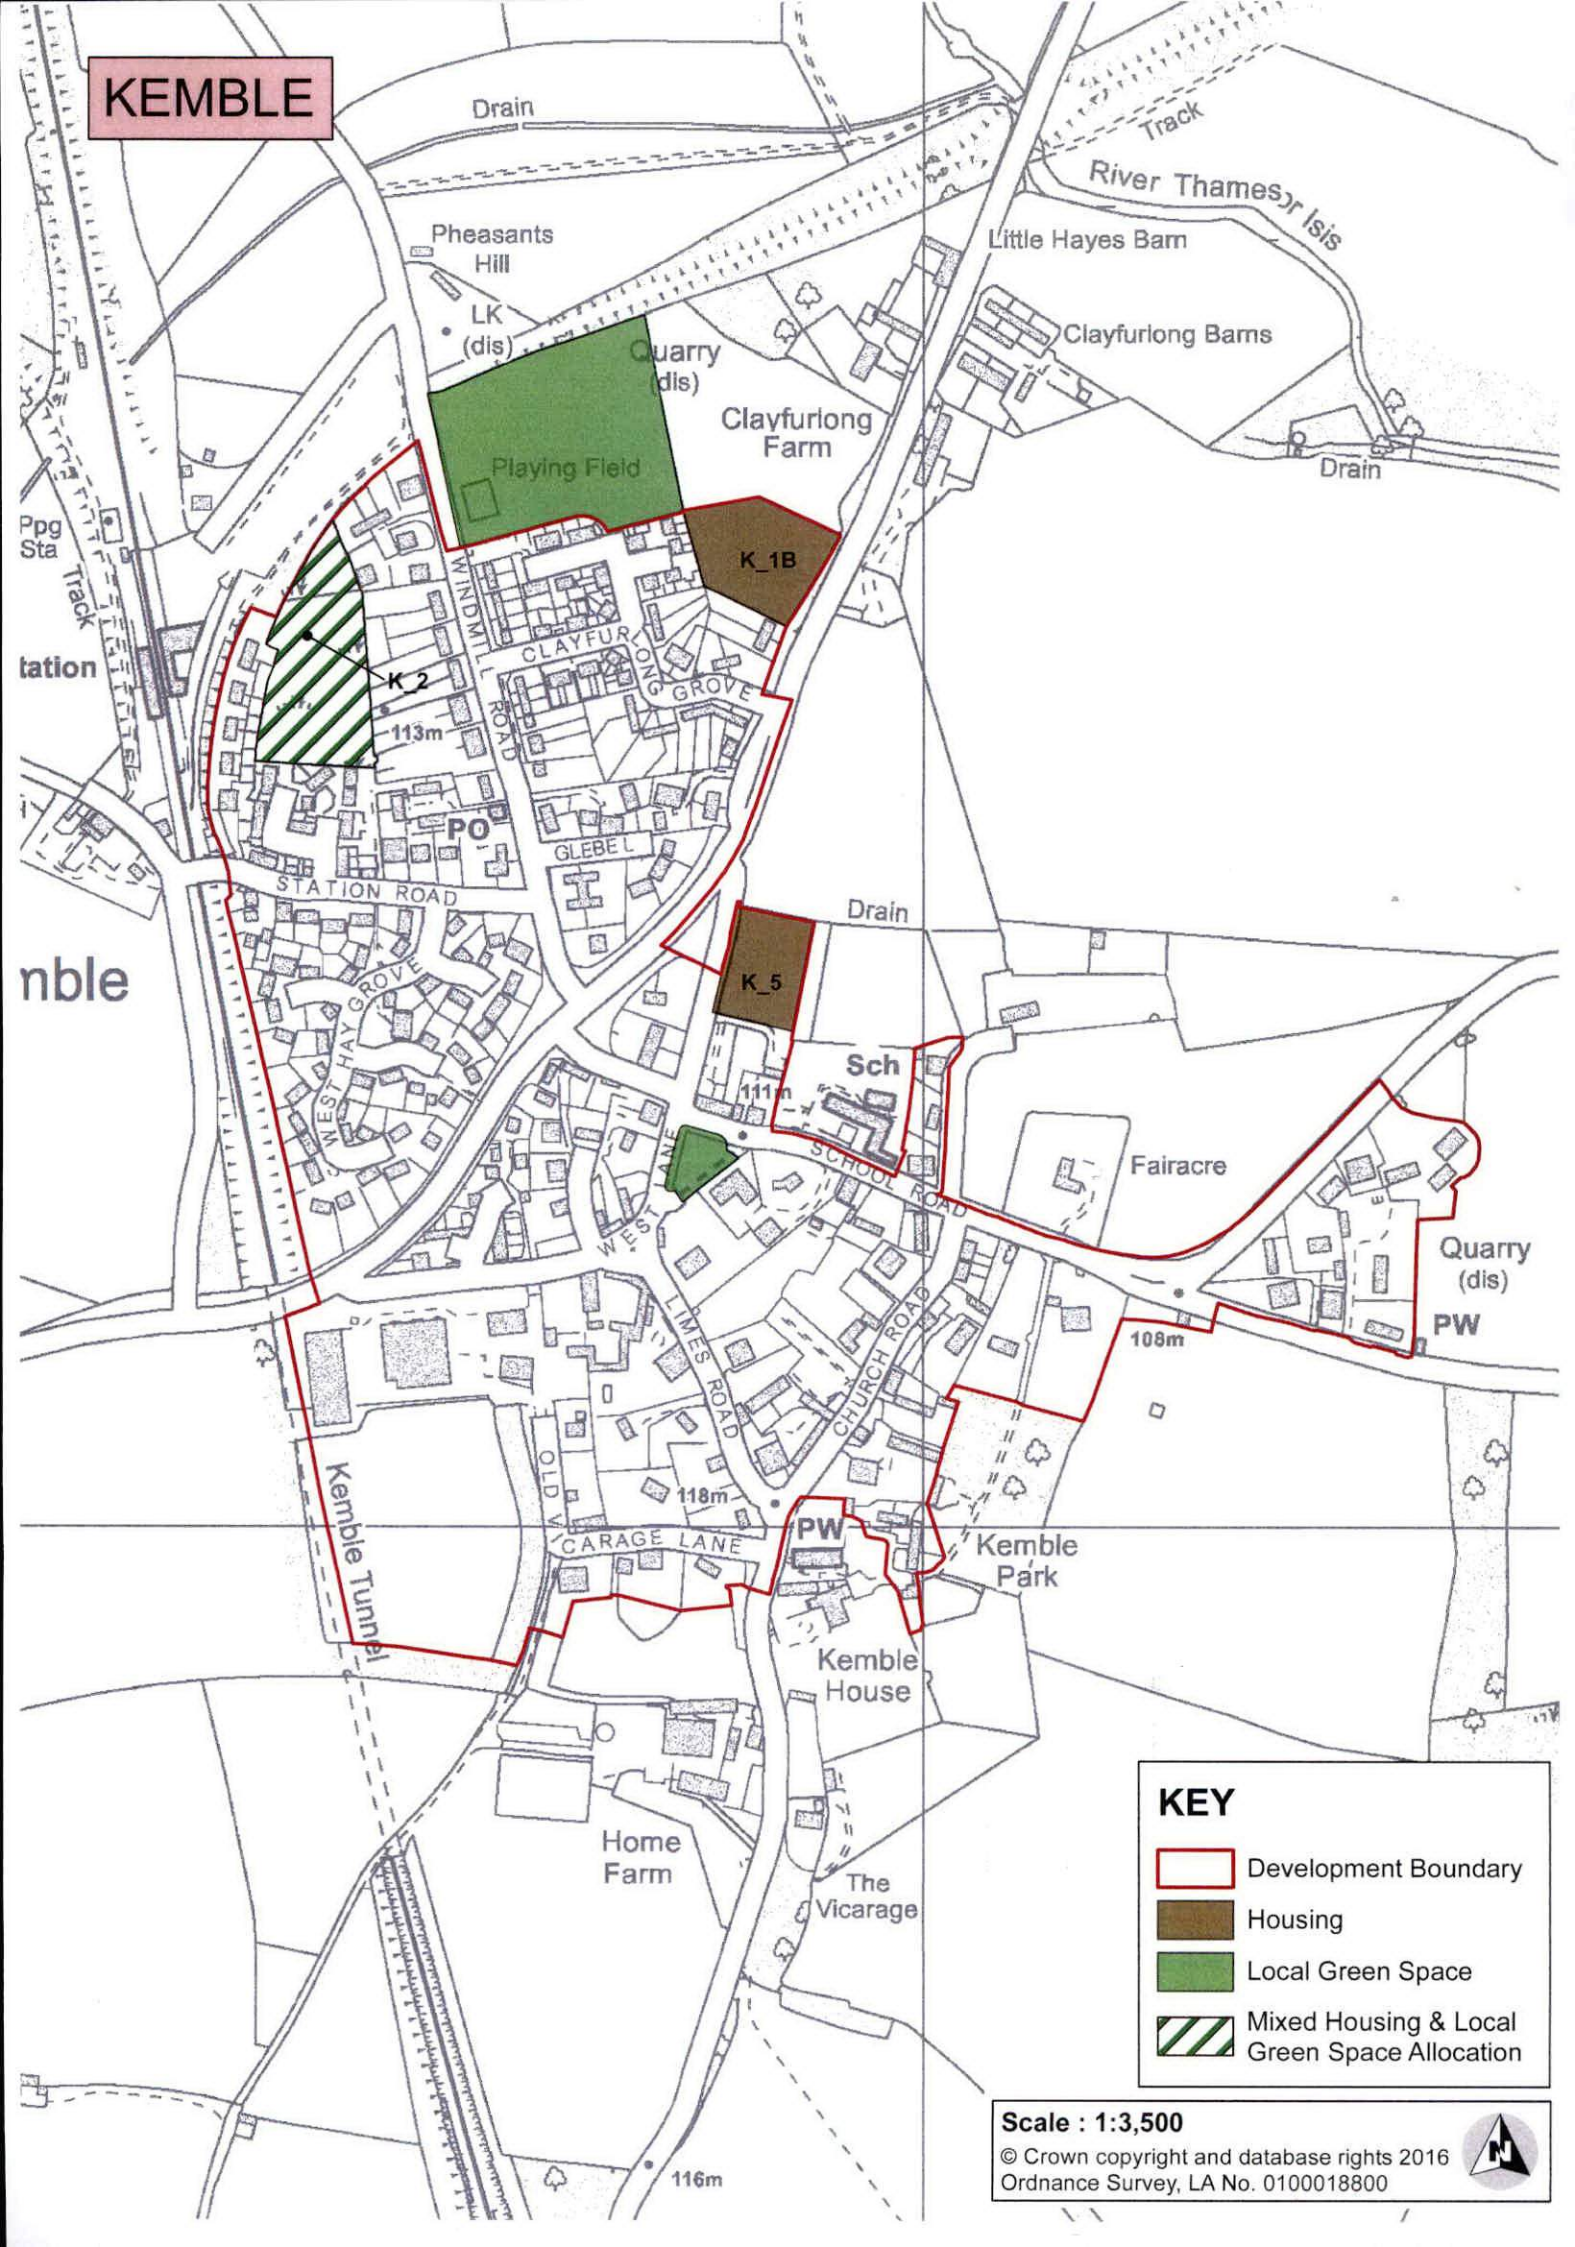 KEMBLE
Drain
Track
River Thames or Isis
Pheasants
Hill
Little Hayes Barn
LK
(dis)
Quarry
(dis)
Clayfurlong Barns
Clayfurlong
Farm
Playing Field
Drain
Ppg
Sta
Track
K_1B
WINDMILL ROAD
CLAYFURLONG GROVE
tation
K_2
113m
PO
GLEBE L
STATION ROAD
Drain
mble
K_5
WEST HAY GROVE
Sch
111m
SCHOOL ROAD
Fairacre
WEST LANE
Quarry
(dis)
PW
108m
LIMES ROAD
CHURCH ROAD
Kemble Tunnel
OLD VICARAGE LANE
118m
PW
Kemble
Park
Kemble
House
Home
Farm
The
Vicarage
116m
KEY
Development Boundary
Housing
Local Green Space
Mixed Housing & Local
Green Space Allocation
Scale : 1:3,500
© Crown copyright and database rights 2016
Ordnance Survey, LA No. 0100018800
N